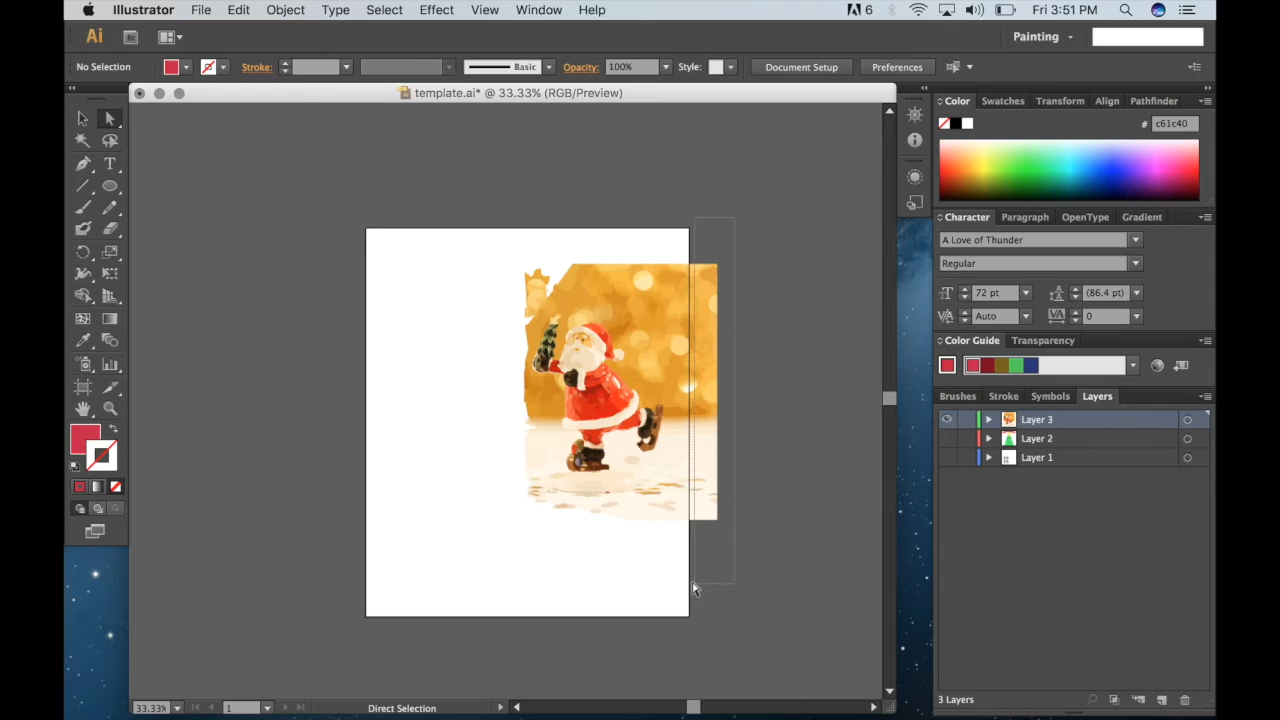 Illustrator File Edit Object Type Select Effect View Window Help 6 Fri 3:51 PM
Ai Br Painting
No Selection Stroke: Basic Opacity: 100% Style: Document Setup Preferences
template.ai* @ 33.33% (RGB/Preview)
Color Swatches Transform Align Pathfinder
# c61c40
Character Paragraph OpenType Gradient
A Love of Thunder
Regular
72 pt (86.4 pt)
Auto VA 0
Color Guide Transparency
Brushes Stroke Symbols Layers
Layer 3
Layer 2
Layer 1
3 Layers
33.33% 1 Direct Selection